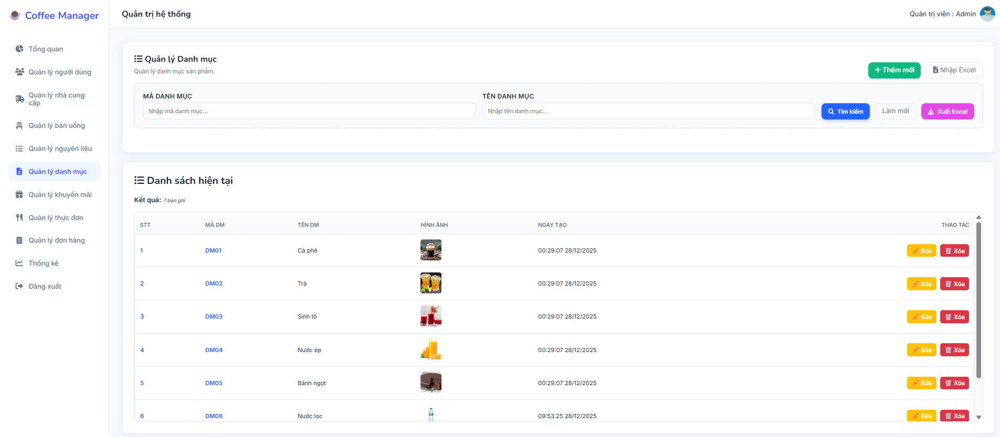 Coffee Manager
Quản trị hệ thống
Quản trị viên : Admin
Tổng quan
Quản lý người dùng
Quản lý nhà cung
cấp
Quản lý bàn uống
Quản lý nguyên liệu
Quản lý danh mục
Quản lý khuyến mãi
Quản lý thực đơn
Quản lý đơn hàng
Thống kê
Đăng xuất
Quản lý Danh mục
Quản lý danh mục sản phẩm.
Thêm mới
Nhập Excel
MÃ DANH MỤC
TÊN DANH MỤC
Nhập mã danh mục...
Nhập tên danh mục...
Tìm kiếm
Làm mới
Xuất Excel
Danh sách hiện tại
Kết quả: 7 bản ghi
STT MÃ DM TÊN DM HÌNH ẢNH NGÀY TẠO THAO TÁC
1 DM01 Cà phê 00:29:07 28/12/2025 Sửa Xóa
2 DM02 Trà 00:29:07 28/12/2025 Sửa Xóa
3 DM03 Sinh tố 00:29:07 28/12/2025 Sửa Xóa
4 DM04 Nước ép 00:29:07 28/12/2025 Sửa Xóa
5 DM05 Bánh ngọt 00:29:07 28/12/2025 Sửa Xóa
6 DM06 Nước lọc 09:53:25 28/12/2025 Sửa Xóa